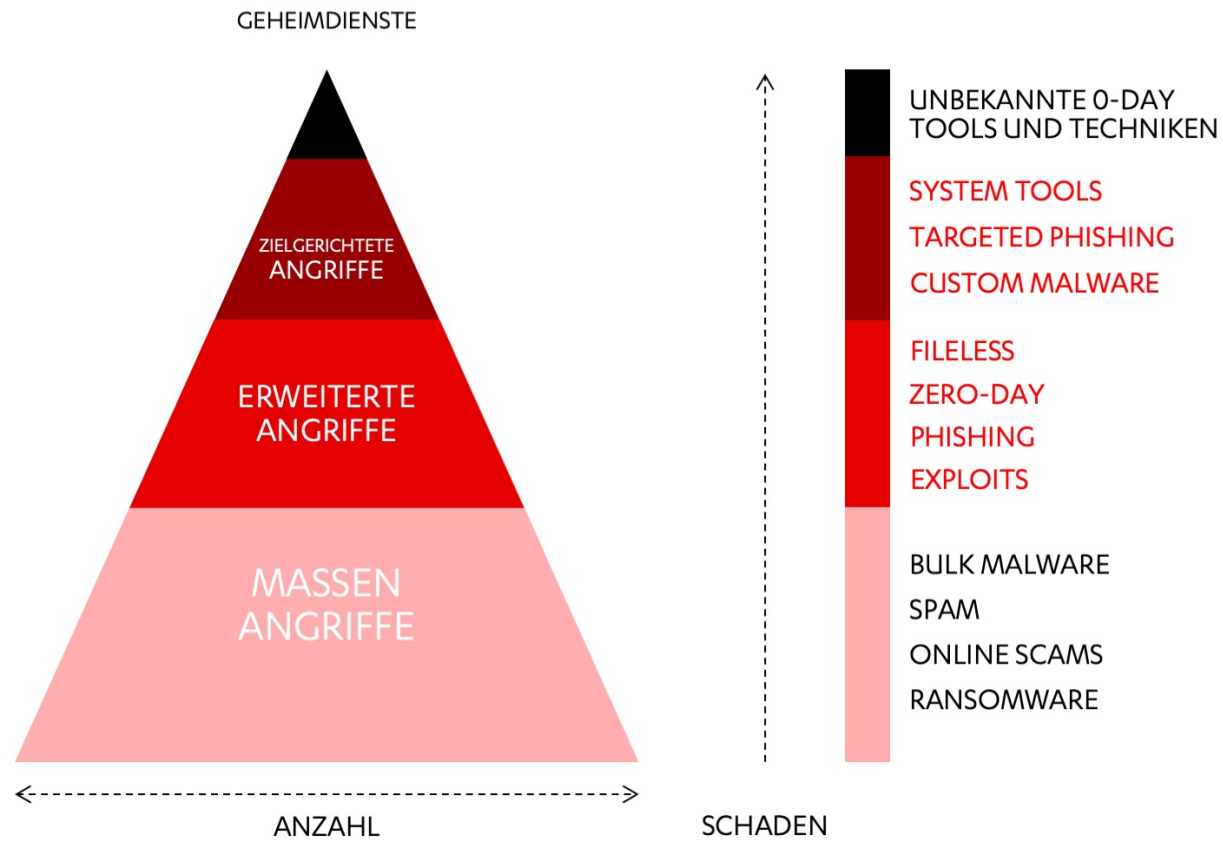 GEHEIMDIENSTE
ZIELGERICHTETE
ANGRIFFE
ERWEITERTE
ANGRIFFE
MASSEN
ANGRIFFE
ANZAHL
SCHADEN
UNBEKANNTE 0-DAY
TOOLS UND TECHNIKEN
SYSTEM TOOLS
TARGETED PHISHING
CUSTOM MALWARE
FILELESS
ZERO-DAY
PHISHING
EXPLOITS
BULK MALWARE
SPAM
ONLINE SCAMS
RANSOMWARE